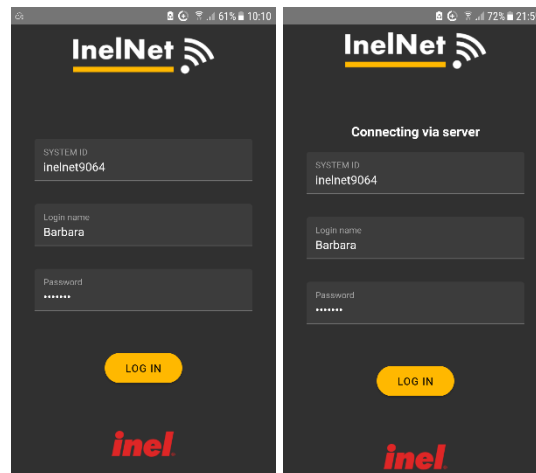 61% 10:10
InelNet
SYSTEM ID
inelnet9064
Login name
Barbara
Password
•••••••
LOG IN
inel
72% 21:5
InelNet
Connecting via server
SYSTEM ID
inelnet9064
Login name
Barbara
Password
•••••••
LOG IN
inel